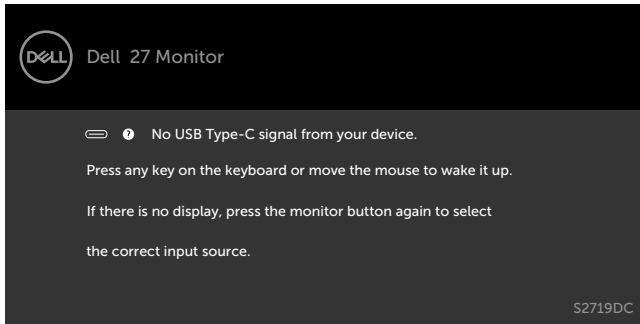 DELL
Dell 27 Monitor
? No USB Type-C signal from your device.
Press any key on the keyboard or move the mouse to wake it up.
If there is no display, press the monitor button again to select
the correct input source.
S2719DC